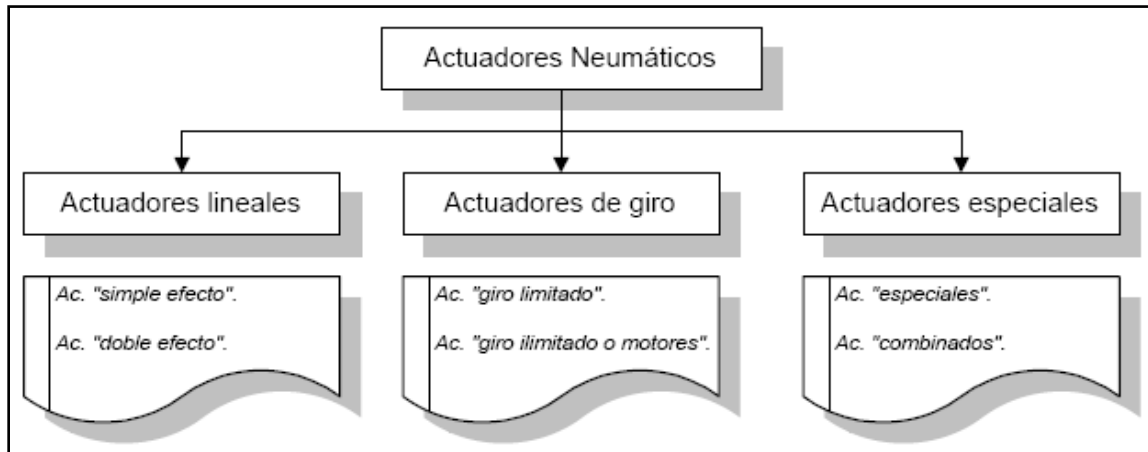 Actuadores Neumáticos
Actuadores lineales
Actuadores de giro
Actuadores especiales
Ac. "simple efecto".
Ac. "doble efecto".
Ac. "giro limitado".
Ac. "giro ilimitado o motores".
Ac. "especiales".
Ac. "combinados".